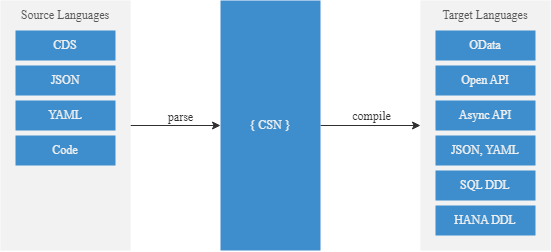 Source Languages
CDS
JSON
YAML
Code
parse
{ CSN }
compile
Target Languages
OData
Open API
Async API
JSON, YAML
SQL DDL
HANA DDL